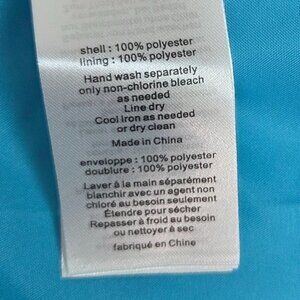 shell : 100% polyester
lining : 100% polyester
Hand wash separately
only non-chlorine bleach
as needed
Line dry
Cool iron as needed
or dry clean
Made in China
enveloppe : 100% polyester
doublure : 100% polyester
Laver à la main séparément
blanchir avec un agent non
chloré au besoin seulement
Étendre pour sécher
Repasser à froid au besoin
ou nettoyer à sec
fabriqué en Chine